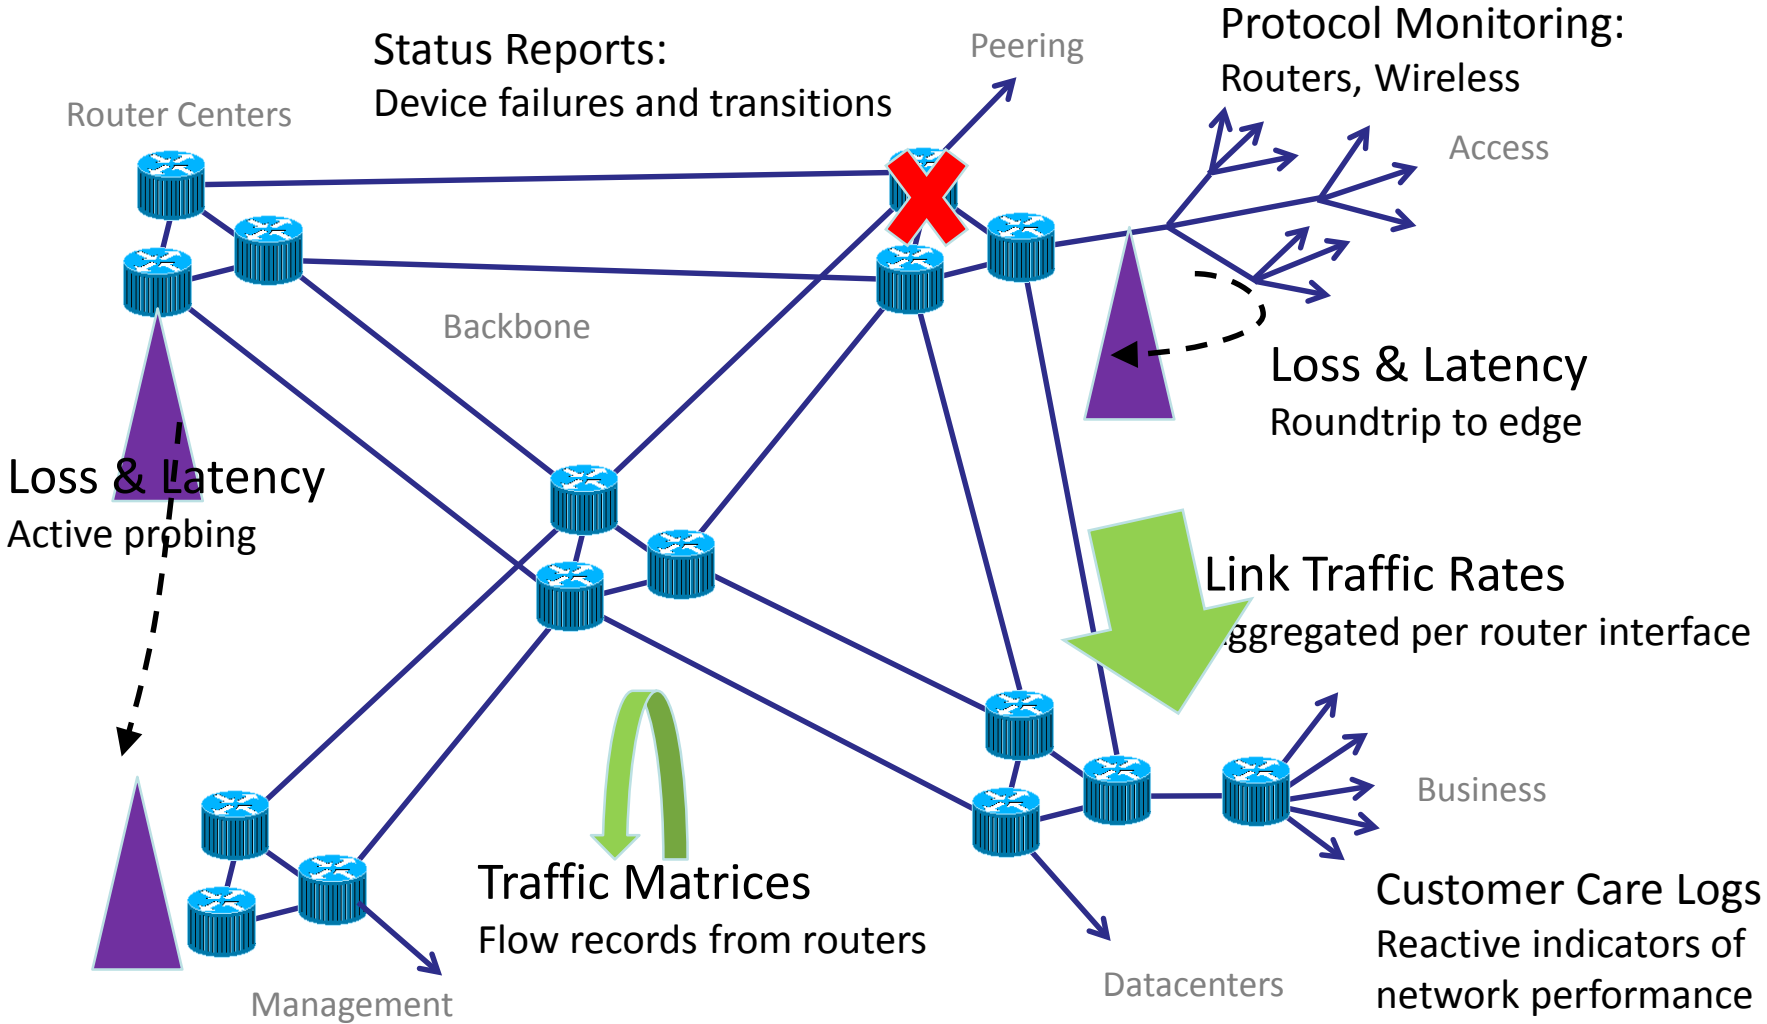 Protocol Monitoring:
Routers, Wireless
Status Reports:
Device failures and transitions
Peering
Router Centers
Access
Backbone
Loss & Latency
Roundtrip to edge
Loss & Latency
Active probing
Link Traffic Rates
per router interface
Business
Traffic Matrices
Flow records from routers
Customer Care Logs
Reactive indicators of
network performance
Datacenters
Management